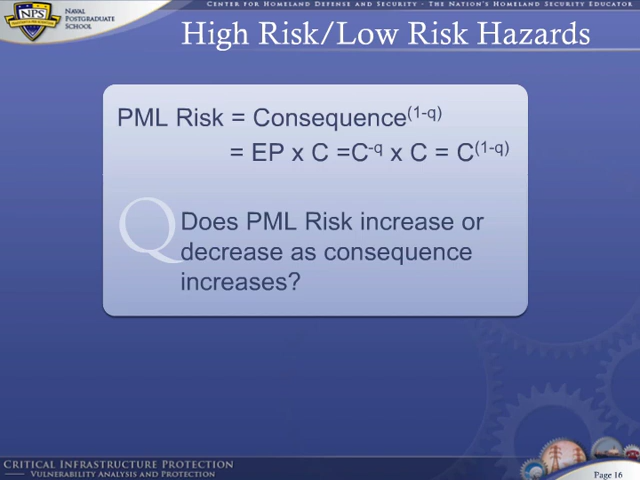 NPS
NAVAL
POSTGRADUATE
SCHOOL
CENTER FOR HOMELAND DEFENSE AND SECURITY · THE NATION'S HOMELAND SECURITY EDUCATOR
High Risk/Low Risk Hazards
PML Risk = Consequence^(1-q)
= EP x C =C^-q x C = C^(1-q)
Q
Does PML Risk increase or
decrease as consequence
increases?
CRITICAL INFRASTRUCTURE PROTECTION
VULNERABILITY ANALYSIS AND PROTECTION
Page 16